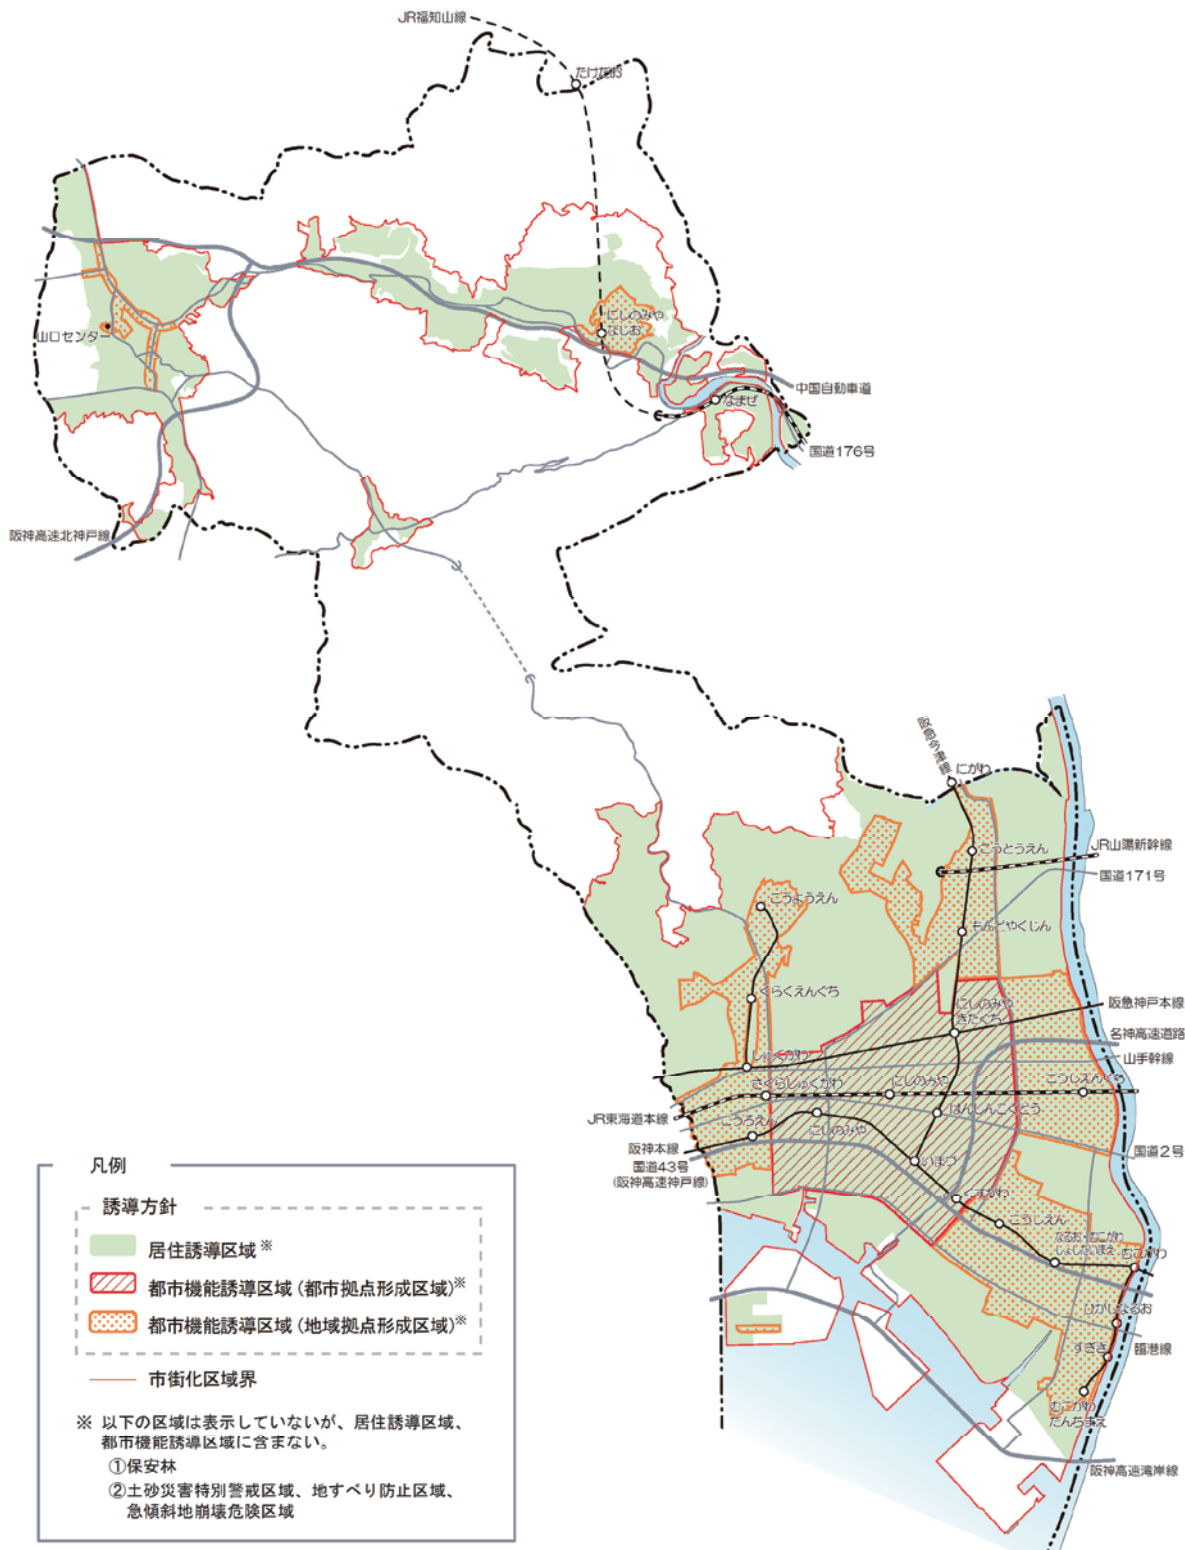 JR福知山線
たけだお
山口センター
にしのみや
なじお
中国自動車道
なまぜ
国道176号
阪神高速北神戸線
阪急今津線
にがわ
こうとうえん
JR山陽新幹線
国道171号
こうようえん
もんどやくじん
くらくえんぐち
にしのみや
きたぐち
阪急神戸本線
名神高速道路
しゅくがわ
山手幹線
さくらしゅくがわ
にしのみや
こうしえんぐち
JR東海道本線
はんしんこくどう
こうろえん
にしのみや
阪神本線
国道2号
国道43号
(阪神高速神戸線)
いまづ
くすがわ
こうしえん
なるお・むこがわ
じょしだいまえ
むこがわ
ひがしなるお
臨港線
すざき
むこがわ
だんちまえ
阪神高速湾岸線
凡例
誘導方針
居住誘導区域※
都市機能誘導区域(都市拠点形成区域)※
都市機能誘導区域(地域拠点形成区域)※
市街化区域界
※ 以下の区域は表示していないが、居住誘導区域、
都市機能誘導区域に含まない。
①保安林
②土砂災害特別警戒区域、地すべり防止区域、
急傾斜地崩壊危険区域